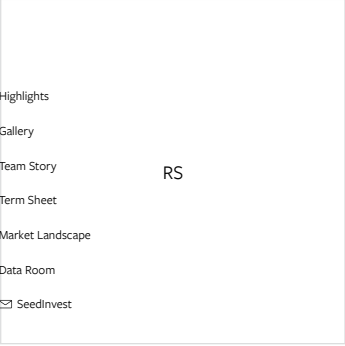 Highlights
Gallery
Team Story
RS
Term Sheet
Market Landscape
Data Room
SeedInvest